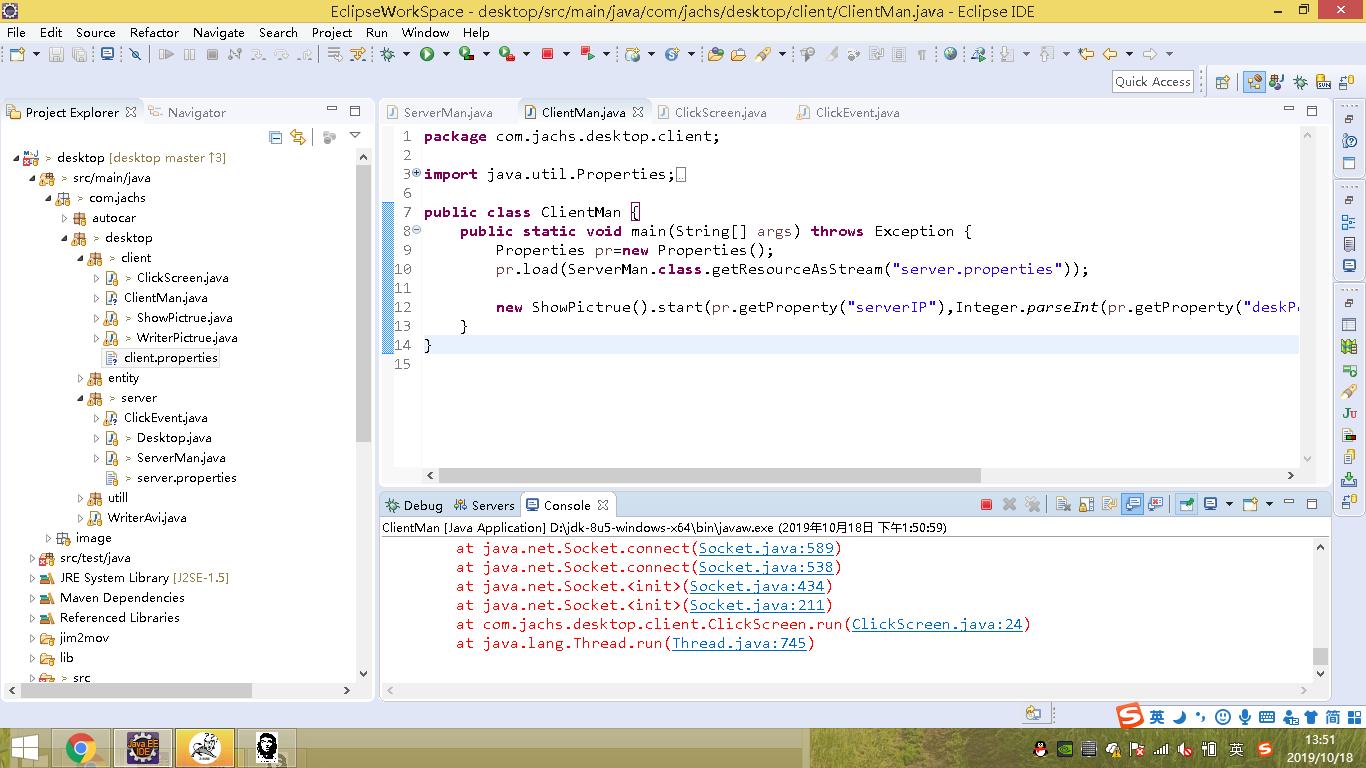 EclipseWorkSpace - desktop/src/main/java/com/jachs/desktop/client/ClientMan.java - Eclipse IDE
File Edit Source Refactor Navigate Search Project Run Window Help
Quick Access
Project Explorer Navigator
> desktop [desktop master ↑3]
> src/main/java
> com.jachs
autocar
> desktop
> client
> ClickScreen.java
> ClientMan.java
> ShowPictrue.java
> WriterPictrue.java
client.properties
entity
> server
ClickEvent.java
> Desktop.java
> ServerMan.java
> server.properties
utill
> WriterAvi.java
image
src/test/java
JRE System Library [J2SE-1.5]
Maven Dependencies
Referenced Libraries
jim2mov
lib
> src
ServerMan.java ClientMan.java ClickScreen.java ClickEvent.java
1 package com.jachs.desktop.client;
2
3 import java.util.Properties;
6
7 public class ClientMan {
8 public static void main(String[] args) throws Exception {
9 Properties pr=new Properties();
10 pr.load(ServerMan.class.getResourceAsStream("server.properties"));
11
12 new ShowPictrue().start(pr.getProperty("serverIP"),Integer.parseInt(pr.getProperty("deskP
13 }
14 }
15
Debug Servers Console
ClientMan [Java Application] D:\jdk-8u5-windows-x64\bin\javaw.exe (2019年10月18日 下午1:50:59)
at java.net.Socket.connect(Socket.java:589)
at java.net.Socket.connect(Socket.java:538)
at java.net.Socket.<init>(Socket.java:434)
at java.net.Socket.<init>(Socket.java:211)
at com.jachs.desktop.client.ClickScreen.run(ClickScreen.java:24)
at java.lang.Thread.run(Thread.java:745)
英 简
Java EE IDE
英
13:51
2019/10/18